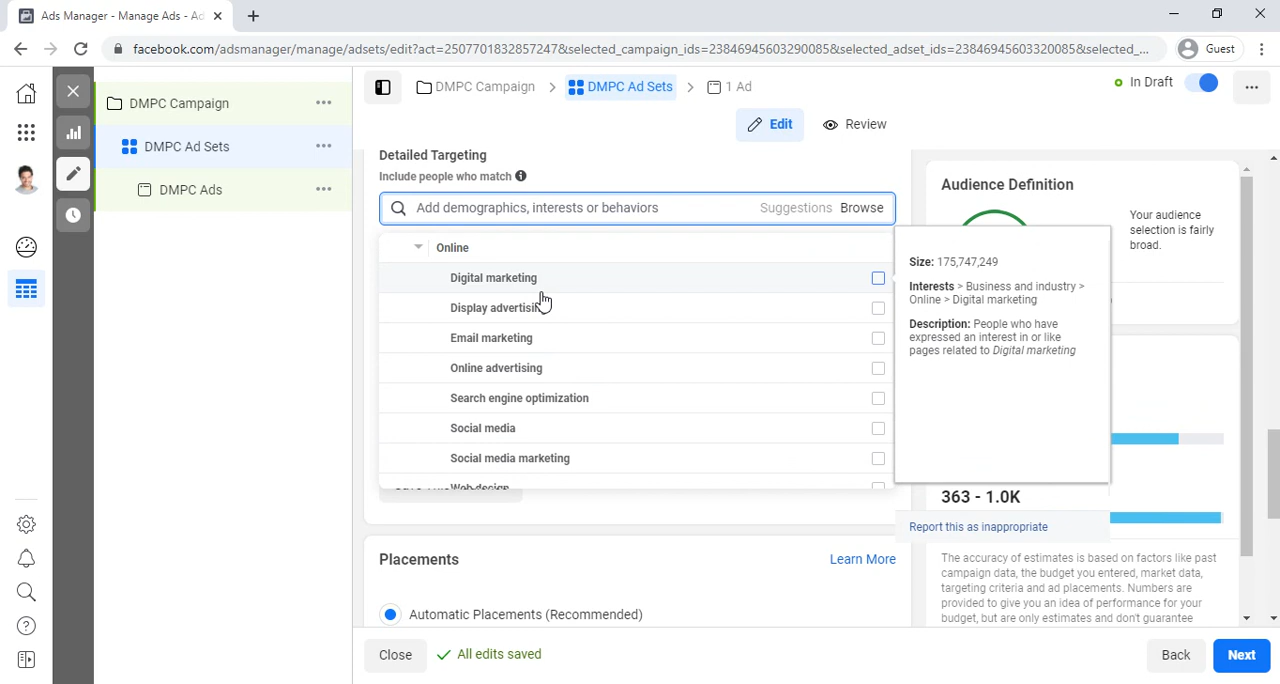 Ads Manager - Manage Ads - Ad
facebook.com/adsmanager/manage/adsets/edit?act=2507701832857247&selected_campaign_ids=23846945603290085&selected_adset_ids=23846945603320085&selected_...
Guest
DMPC Campaign
DMPC Ad Sets
DMPC Ads
DMPC Campaign
DMPC Ad Sets
1 Ad
In Draft
Edit
Review
Detailed Targeting
Include people who match
Add demographics, interests or behaviors
Suggestions
Browse
Online
Digital marketing
Display advertising
Email marketing
Online advertising
Search engine optimization
Social media
Social media marketing
Web design
Size: 175,747,249
Interests > Business and industry >
Online > Digital marketing
Description: People who have
expressed an interest in or like
pages related to Digital marketing
Report this as inappropriate
Audience Definition
Your audience
selection is fairly
broad.
363 - 1.0K
The accuracy of estimates is based on factors like past
campaign data, the budget you entered, market data,
targeting criteria and ad placements. Numbers are
provided to give you an idea of performance for your
budget, but are only estimates and don't guarantee
Placements
Learn More
Automatic Placements (Recommended)
Close
All edits saved
Back
Next